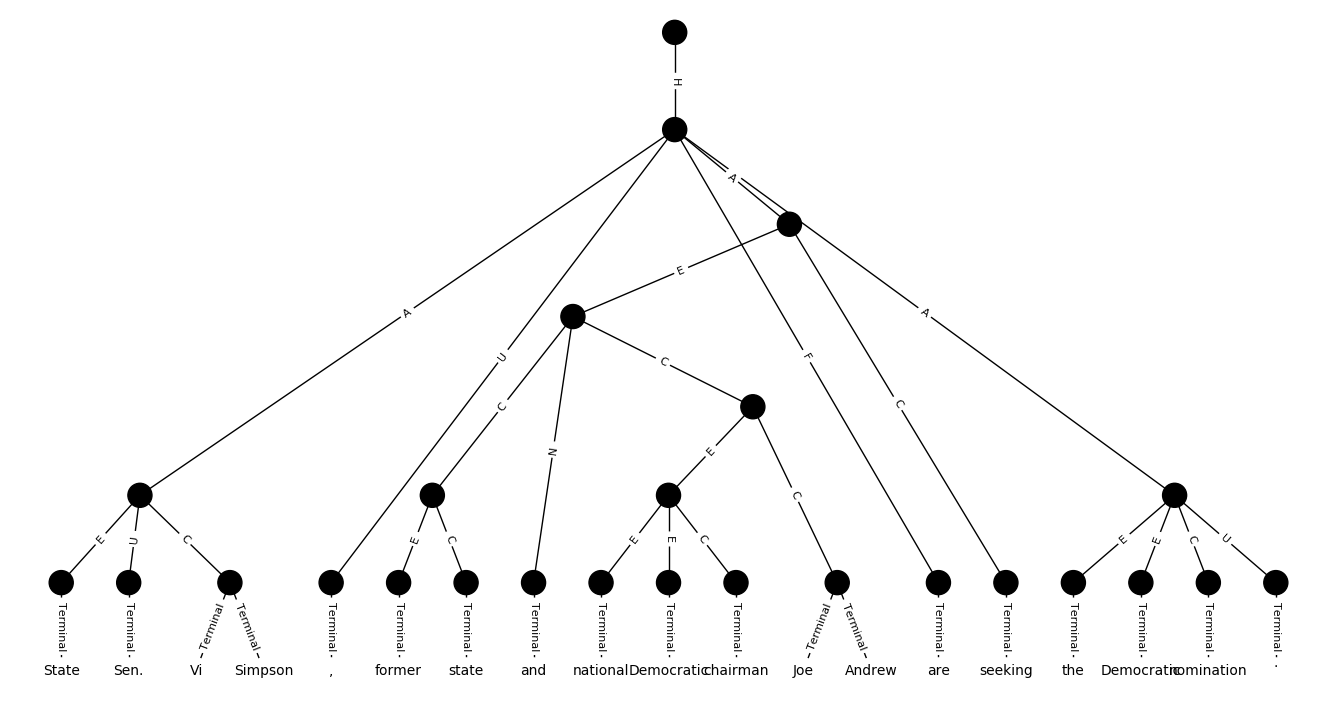 H
A
A
E
A
U
C
F
C
C
N
E
C
E U C
E C
E E C
E E C U
Terminal Terminal Terminal Terminal Terminal Terminal Terminal Terminal Terminal Terminal Terminal Terminal Terminal Terminal Terminal Terminal Terminal Terminal Terminal
State Sen. Vi Simpson , former state and national Democratic chairman Joe Andrew are seeking the Democratic nomination .